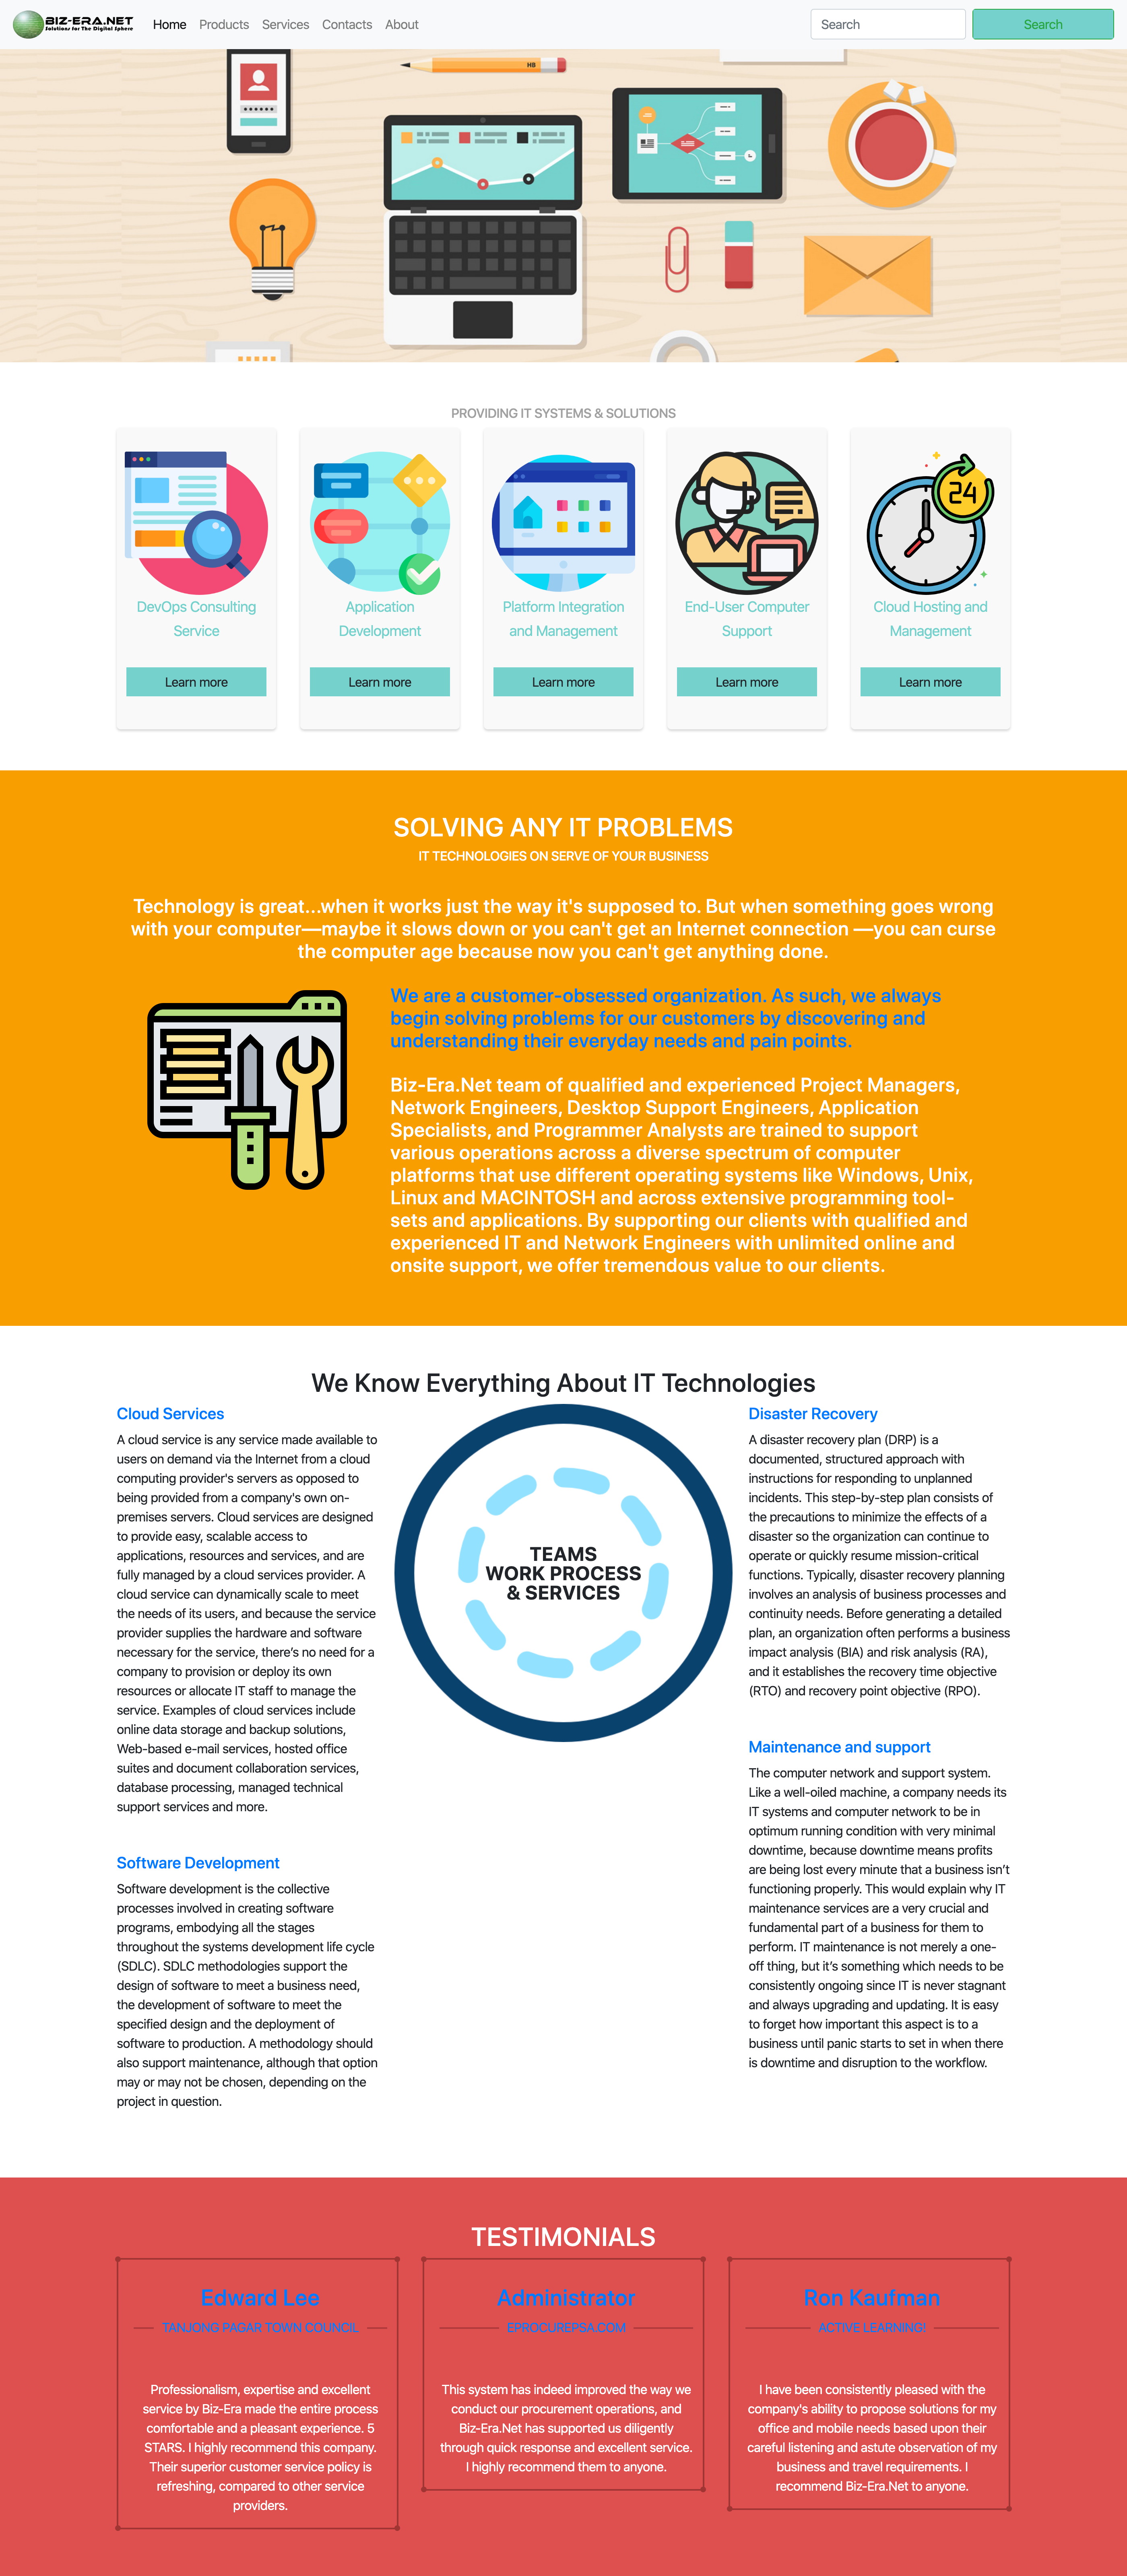 BIZ-ERA.NET
Solutions for The Digital Sphere
Home
Products
Services
Contacts
About
Search
Search
HB
PROVIDING IT SYSTEMS & SOLUTIONS
24
DevOps Consulting
Service
Application
Development
Platform Integration
and Management
End-User Computer
Support
Cloud Hosting and
Management
Learn more
Learn more
Learn more
Learn more
Learn more
SOLVING ANY IT PROBLEMS
IT TECHNOLOGIES ON SERVE OF YOUR BUSINESS
Technology is great...when it works just the way it's supposed to. But when something goes wrong
with your computer—maybe it slows down or you can't get an Internet connection —you can curse
the computer age because now you can't get anything done.
We are a customer-obsessed organization. As such, we always
begin solving problems for our customers by discovering and
understanding their everyday needs and pain points.
Biz-Era.Net team of qualified and experienced Project Managers,
Network Engineers, Desktop Support Engineers, Application
Specialists, and Programmer Analysts are trained to support
various operations across a diverse spectrum of computer
platforms that use different operating systems like Windows, Unix,
Linux and MACINTOSH and across extensive programming tool-
sets and applications. By supporting our clients with qualified and
experienced IT and Network Engineers with unlimited online and
onsite support, we offer tremendous value to our clients.
We Know Everything About IT Technologies
Cloud Services
A cloud service is any service made available to
users on demand via the Internet from a cloud
computing provider's servers as opposed to
being provided from a company's own on-
premises servers. Cloud services are designed
to provide easy, scalable access to
applications, resources and services, and are
fully managed by a cloud services provider. A
cloud service can dynamically scale to meet
the needs of its users, and because the service
provider supplies the hardware and software
necessary for the service, there's no need for a
company to provision or deploy its own
resources or allocate IT staff to manage the
service. Examples of cloud services include
online data storage and backup solutions,
Web-based e-mail services, hosted office
suites and document collaboration services,
database processing, managed technical
support services and more.
Software Development
Software development is the collective
processes involved in creating software
programs, embodying all the stages
throughout the systems development life cycle
(SDLC). SDLC methodologies support the
design of software to meet a business need,
the development of software to meet the
specified design and the deployment of
software to production. A methodology should
also support maintenance, although that option
may or may not be chosen, depending on the
project in question.
TEAMS
WORK PROCESS
& SERVICES
Disaster Recovery
A disaster recovery plan (DRP) is a
documented, structured approach with
instructions for responding to unplanned
incidents. This step-by-step plan consists of
the precautions to minimize the effects of a
disaster so the organization can continue to
operate or quickly resume mission-critical
functions. Typically, disaster recovery planning
involves an analysis of business processes and
continuity needs. Before generating a detailed
plan, an organization often performs a business
impact analysis (BIA) and risk analysis (RA),
and it establishes the recovery time objective
(RTO) and recovery point objective (RPO).
Maintenance and support
The computer network and support system.
Like a well-oiled machine, a company needs its
IT systems and computer network to be in
optimum running condition with very minimal
downtime, because downtime means profits
are being lost every minute that a business isn't
functioning properly. This would explain why IT
maintenance services are a very crucial and
fundamental part of a business for them to
perform. IT maintenance is not merely a one-
off thing, but it's something which needs to be
consistently ongoing since IT is never stagnant
and always upgrading and updating. It is easy
to forget how important this aspect is to a
business until panic starts to set in when there
is downtime and disruption to the workflow.
TESTIMONIALS
Edward Lee
TANJONG PAGAR TOWN COUNCIL
Professionalism, expertise and excellent
service by Biz-Era made the entire process
comfortable and a pleasant experience. 5
STARS. I highly recommend this company.
Their superior customer service policy is
refreshing, compared to other service
providers.
Administrator
EPROCUREPSA.COM
This system has indeed improved the way we
conduct our procurement operations, and
Biz-Era.Net has supported us diligently
through quick response and excellent service.
I highly recommend them to anyone.
Ron Kaufman
ACTIVE LEARNING!
I have been consistently pleased with the
company's ability to propose solutions for my
office and mobile needs based upon their
careful listening and astute observation of my
business and travel requirements. I
recommend Biz-Era.Net to anyone.